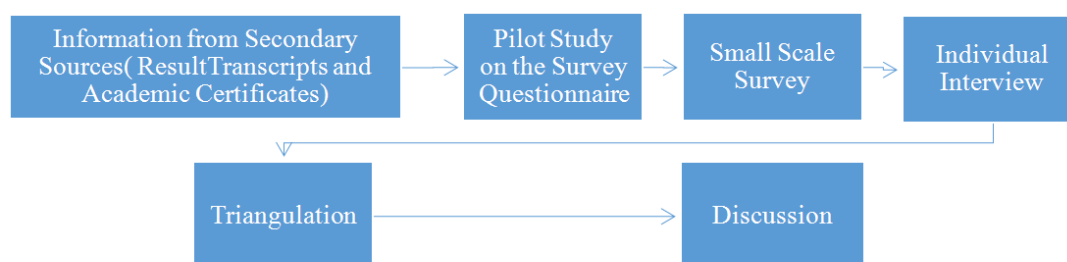 Information from Secondary
Sources( ResultTranscripts and
Academic Certificates)
Pilot Study
on the Survey
Questionnaire
Small Scale
Survey
Individual
Interview
Triangulation
Discussion